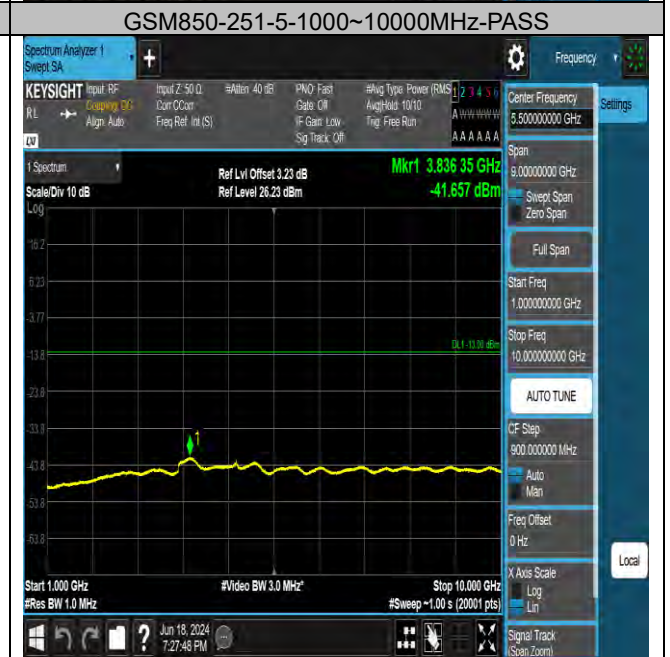 GSM850-251-5-1000~10000MHz-PASS
Spectrum Analyzer 1
Swept SA
+
Frequency
KEYSIGHT
Input: RF
Input Z: 50 Ω
#Atten: 40 dB
PNO: Fast
#Avg Type: Power (RMS
1 2 3 4 5 6
RL
Coupling: DC
Corr CCorr
Gate: Off
Avg|Hold: 10/10
A W W W W W
Align: Auto
Freq Ref: Int (S)
IF Gain: Low
Trig: Free Run
Sig Track: Off
A A A A A A
LXI
1 Spectrum
Scale/Div 10 dB
Ref Lvl Offset 3.23 dB
Ref Level 26.23 dBm
Mkr1 3.836 35 GHz
-41.657 dBm
Log
16.2
6.23
-3.77
-13.8
-23.8
-33.8
-43.8
-53.8
-63.8
DL1 -13.00 dBm
1
Start 1.000 GHz
#Video BW 3.0 MHz*
Stop 10.000 GHz
#Res BW 1.0 MHz
#Sweep ~1.00 s (20001 pts)
Jun 18, 2024
7:27:48 PM
?
Center Frequency
5.500000000 GHz
Settings
Span
9.00000000 GHz
Swept Span
Zero Span
Full Span
Start Freq
1.000000000 GHz
Stop Freq
10.000000000 GHz
AUTO TUNE
CF Step
900.000000 MHz
Auto
Man
Freq Offset
0 Hz
X Axis Scale
Log
Lin
Local
Signal Track
(Span Zoom)